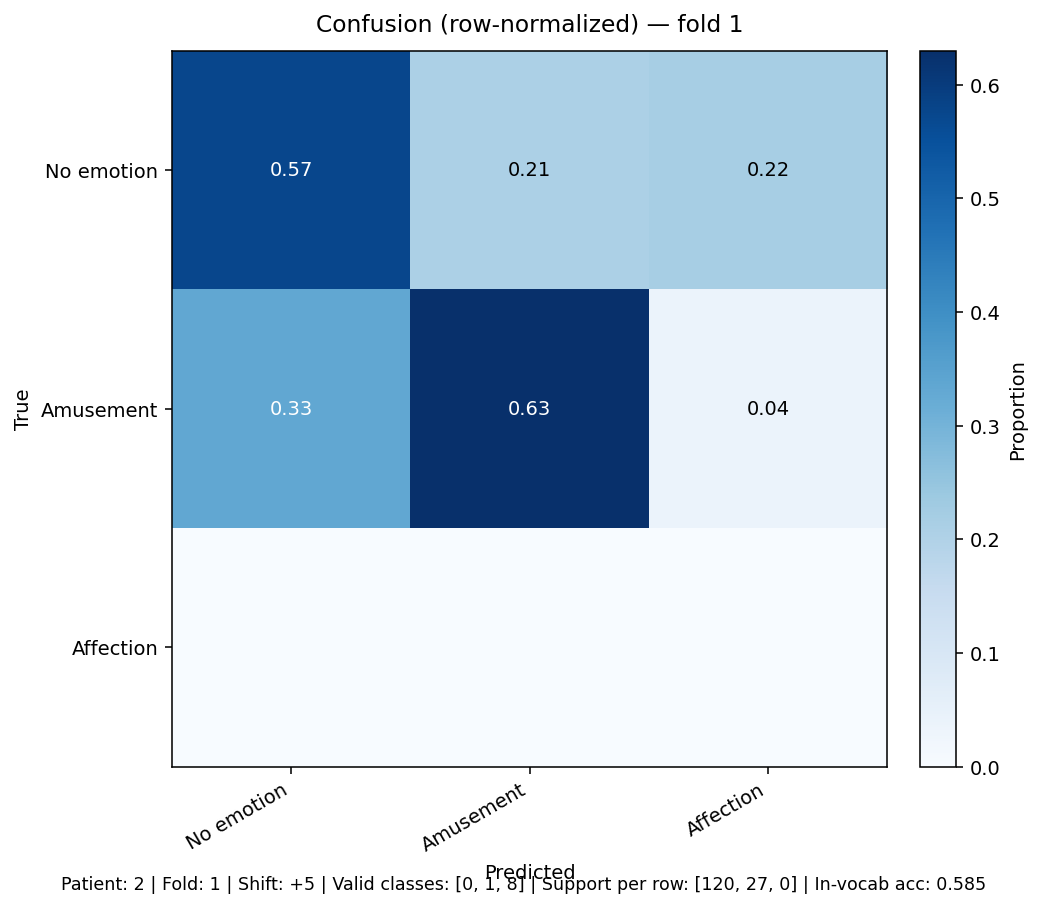 Confusion (row-normalized) — fold 1
No emotion
Amusement
Affection
True
0.57 0.21 0.22
0.33 0.63 0.04
No emotion
Amusement
Affection
Predicted
0.6
0.5
0.4
0.3
0.2
0.1
0.0
Proportion
Patient: 2 | Fold: 1 | Shift: +5 | Valid classes: [0, 1, 8] | Support per row: [120, 27, 0] | In-vocab acc: 0.585